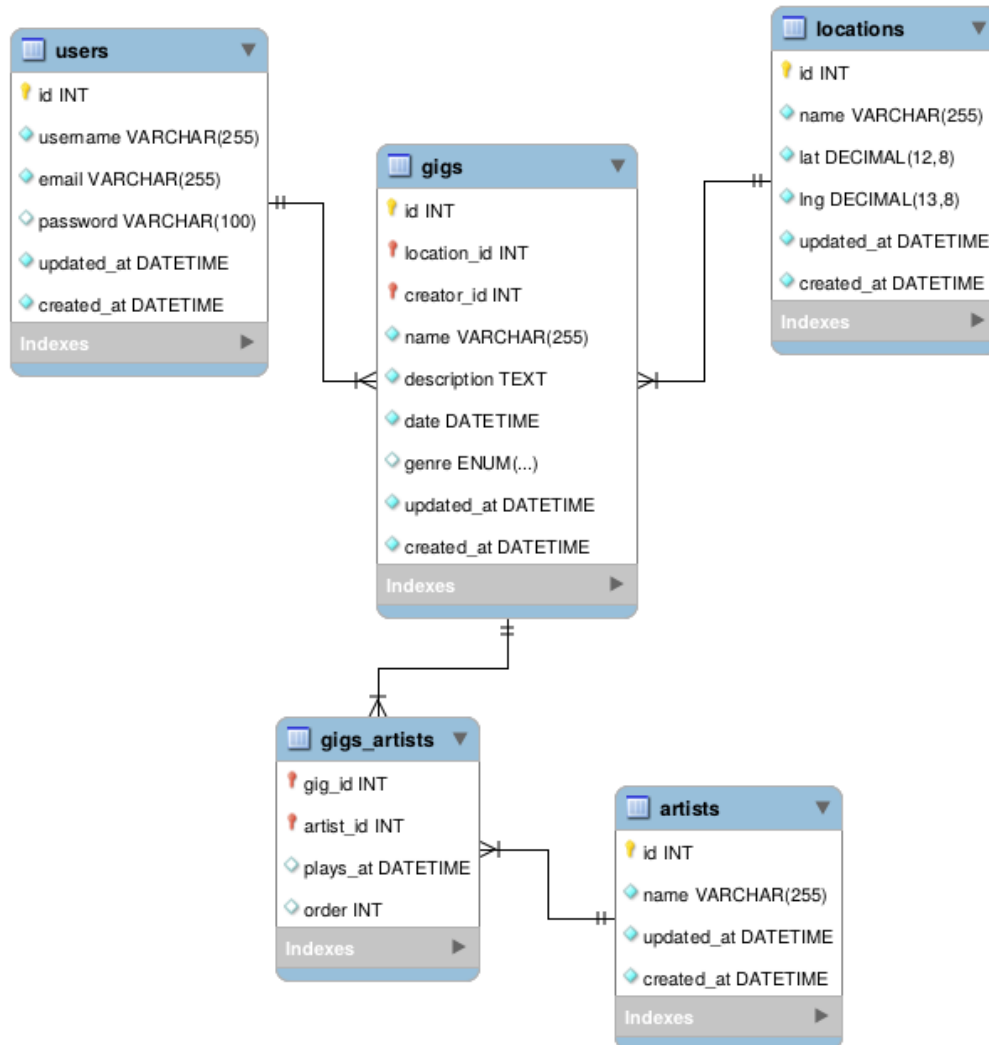 users
id INT
username VARCHAR(255)
email VARCHAR(255)
password VARCHAR(100)
updated_at DATETIME
created_at DATETIME
Indexes
locations
id INT
name VARCHAR(255)
lat DECIMAL(12,8)
lng DECIMAL(13,8)
updated_at DATETIME
created_at DATETIME
Indexes
gigs
id INT
location_id INT
creator_id INT
name VARCHAR(255)
description TEXT
date DATETIME
genre ENUM(...)
updated_at DATETIME
created_at DATETIME
Indexes
gigs_artists
gig_id INT
artist_id INT
plays_at DATETIME
order INT
Indexes
artists
id INT
name VARCHAR(255)
updated_at DATETIME
created_at DATETIME
Indexes